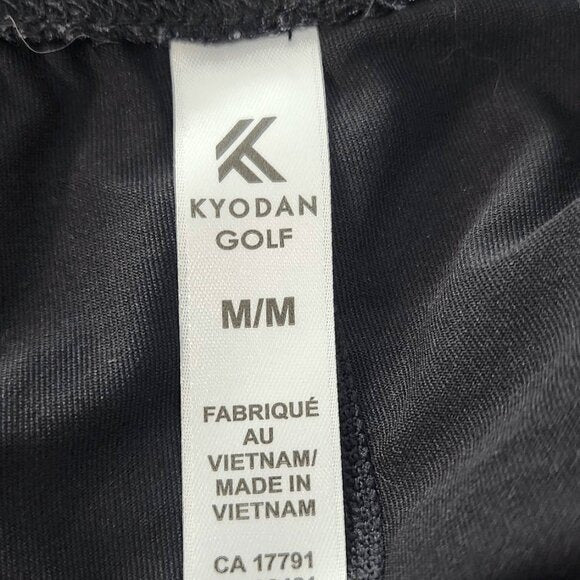 KYODAN
GOLF
M/M
FABRIQUÉ
AU
VIETNAM/
MADE IN
VIETNAM
CA 17791